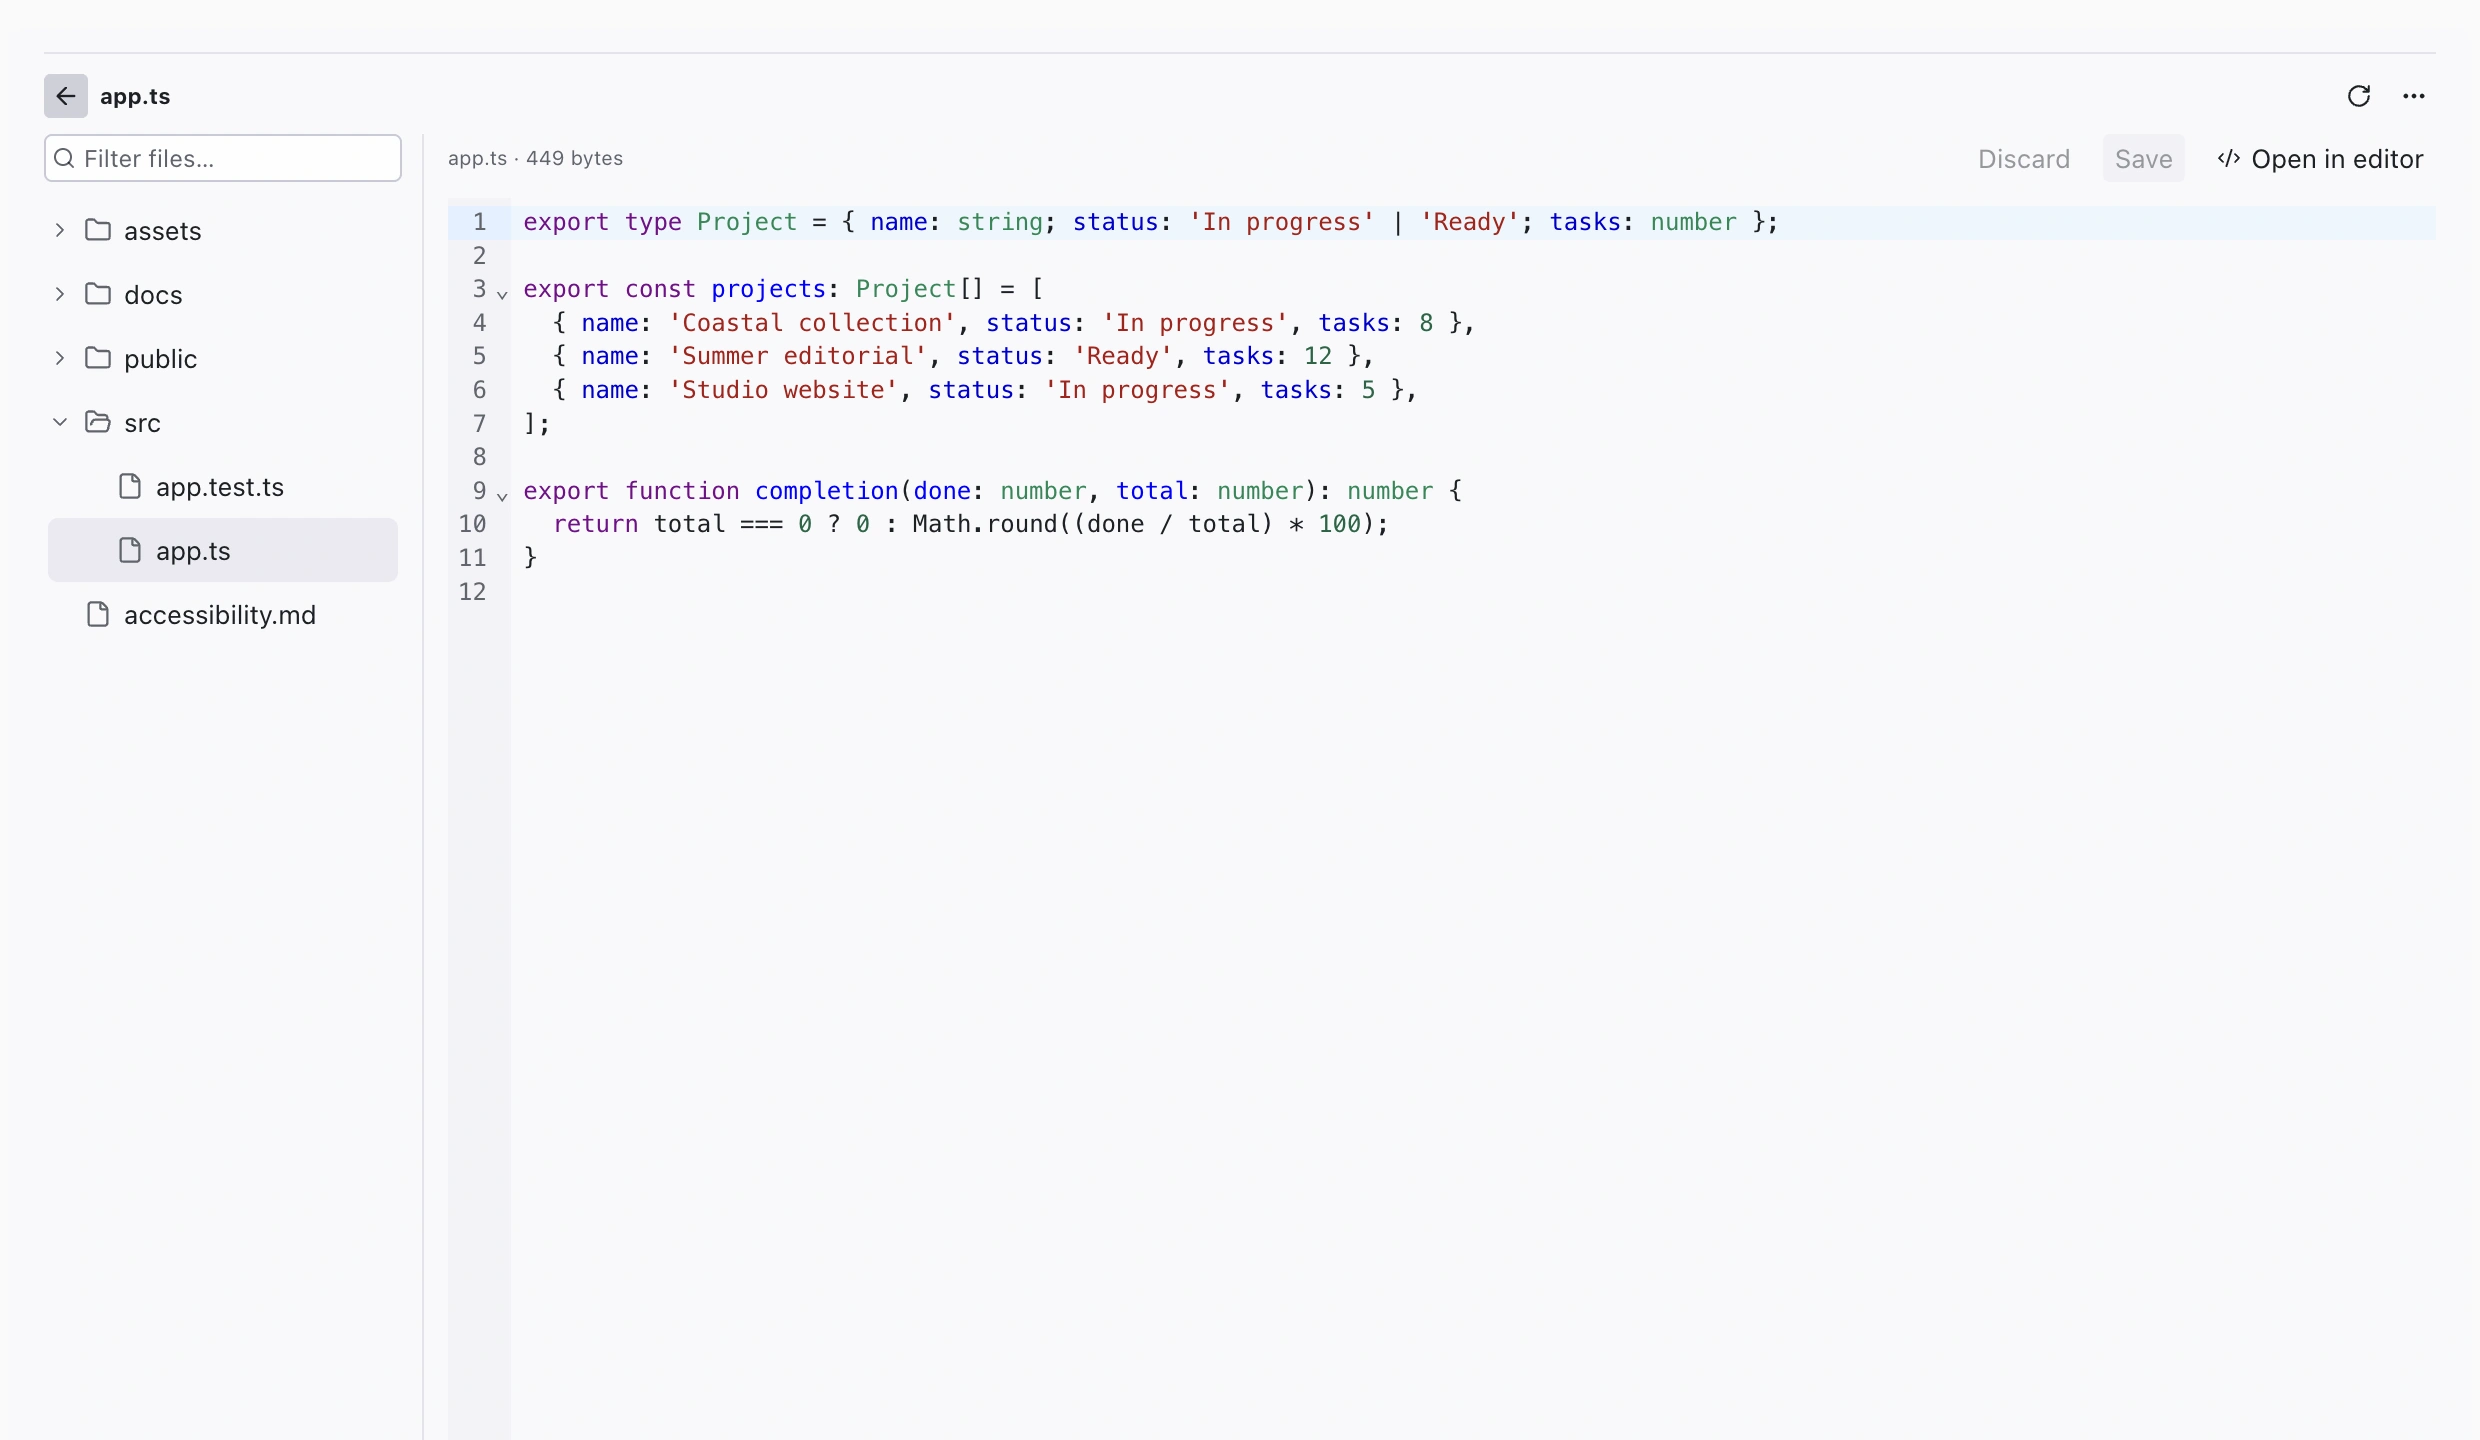 app.ts
Filter files...
assets
docs
public
src
app.test.ts
app.ts
accessibility.md
app.ts · 449 bytes
Discard
Save
</> Open in editor
1 export type Project = { name: string; status: 'In progress' | 'Ready'; tasks: number };
2
3 export const projects: Project[] = [
4   { name: 'Coastal collection', status: 'In progress', tasks: 8 },
5   { name: 'Summer editorial', status: 'Ready', tasks: 12 },
6   { name: 'Studio website', status: 'In progress', tasks: 5 },
7 ];
8
9 export function completion(done: number, total: number): number {
10   return total === 0 ? 0 : Math.round((done / total) * 100);
11 }
12